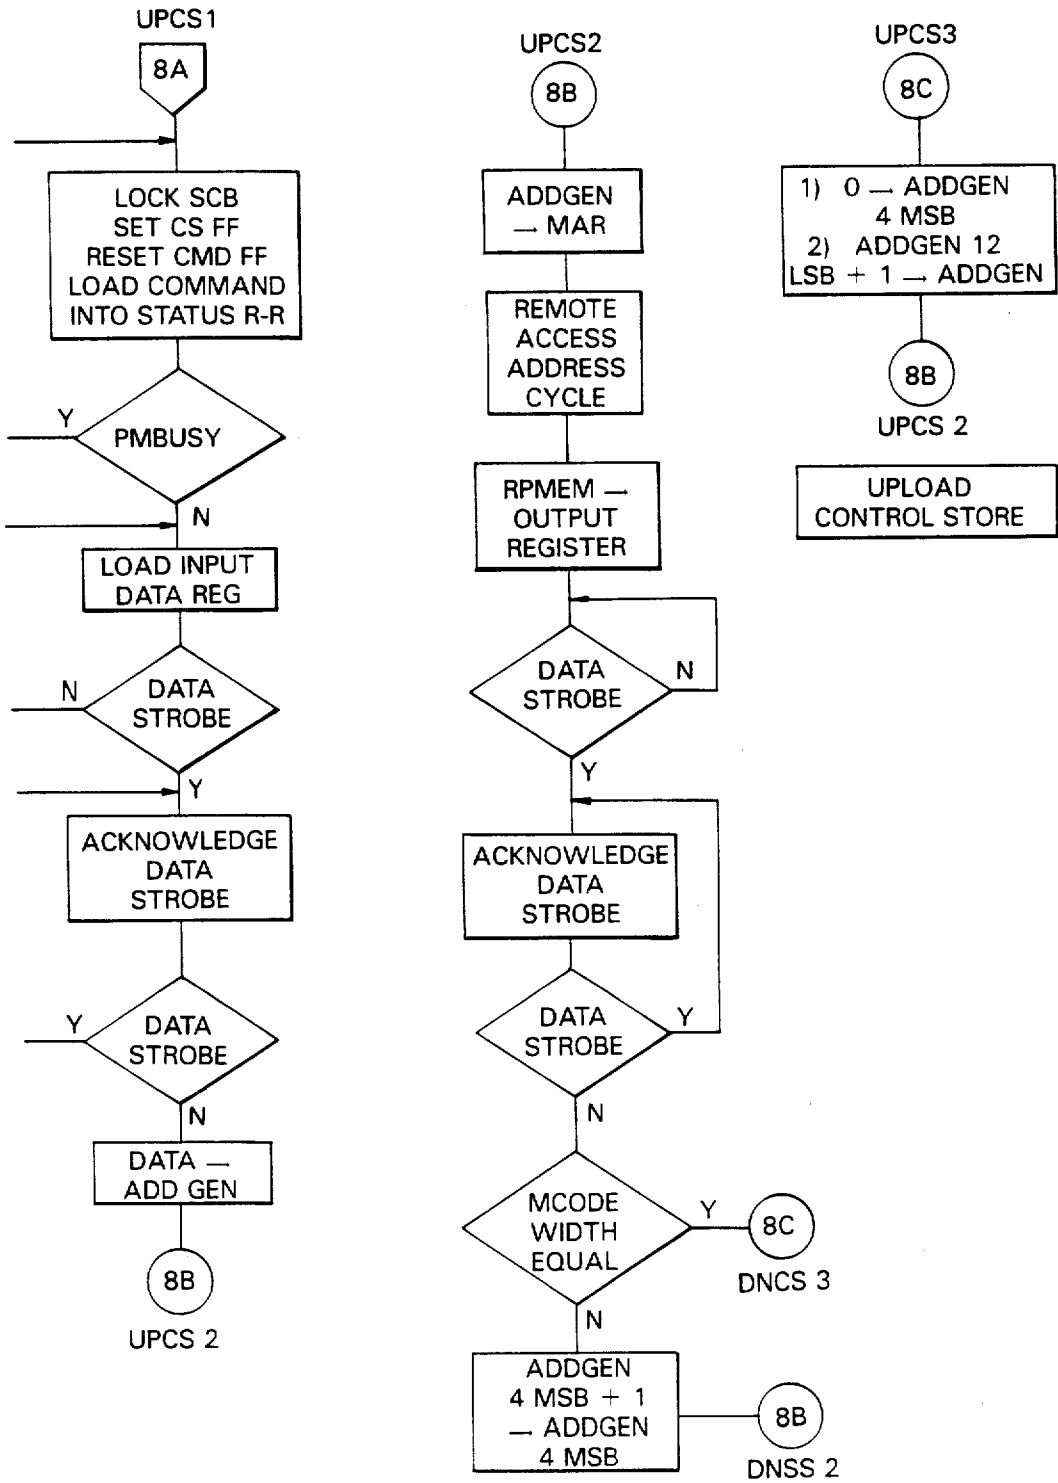 UPCS1
8A
LOCK SCB
SET CS FF
RESET CMD FF
LOAD COMMAND
INTO STATUS R-R
Y
PMBUSY
N
LOAD INPUT
DATA REG
N
DATA
STROBE
Y
ACKNOWLEDGE
DATA
STROBE
Y
DATA
STROBE
N
DATA →
ADD GEN
8B
UPCS 2
UPCS2
8B
ADDGEN
→ MAR
REMOTE
ACCESS
ADDRESS
CYCLE
RPMEM →
OUTPUT
REGISTER
DATA
STROBE
N
Y
ACKNOWLEDGE
DATA
STROBE
DATA
STROBE
Y
N
MCODE
WIDTH
EQUAL
Y
8C
DNCS 3
N
ADDGEN
4 MSB + 1
→ ADDGEN
4 MSB
8B
DNSS 2
UPCS3
8C
1) 0 → ADDGEN
4 MSB
2) ADDGEN 12
LSB + 1 → ADDGEN
8B
UPCS 2
UPLOAD
CONTROL STORE